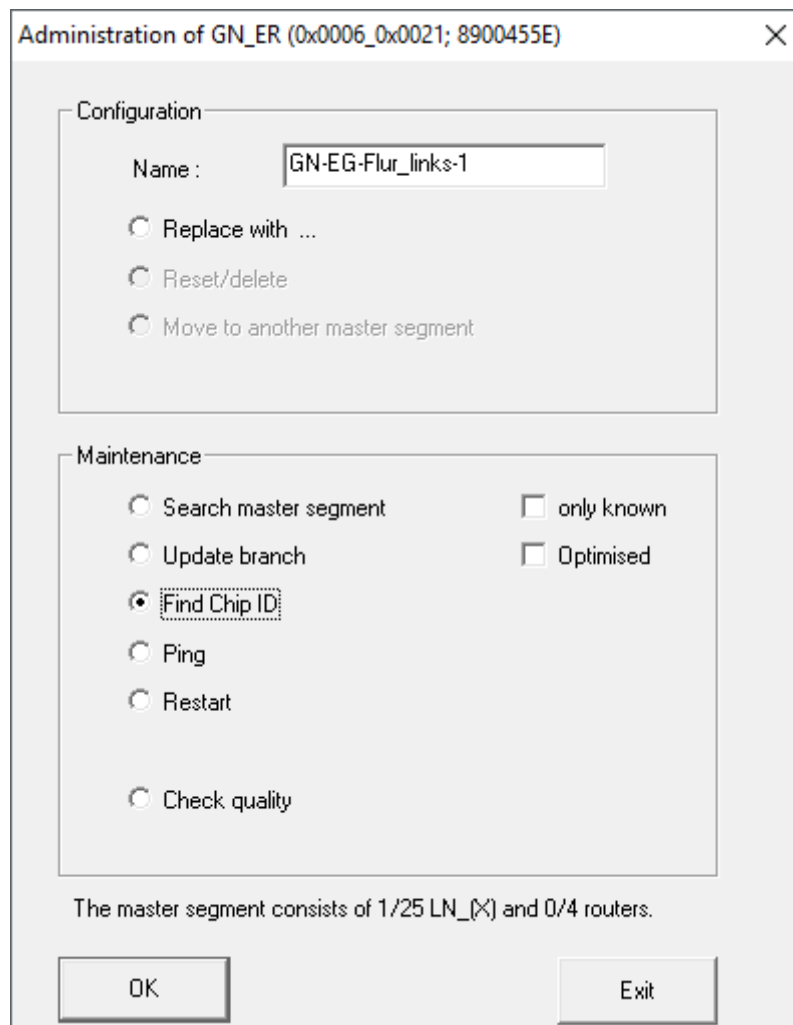 Administration of GN_ER (0x0006_0x0021; 8900455E)
Configuration
Name :
GN-EG-Flur_links-1
Replace with ...
Reset/delete
Move to another master segment
Maintenance
Search master segment
only known
Update branch
Optimised
Find Chip ID
Ping
Restart
Check quality
The master segment consists of 1/25 LN_(X) and 0/4 routers.
OK
Exit